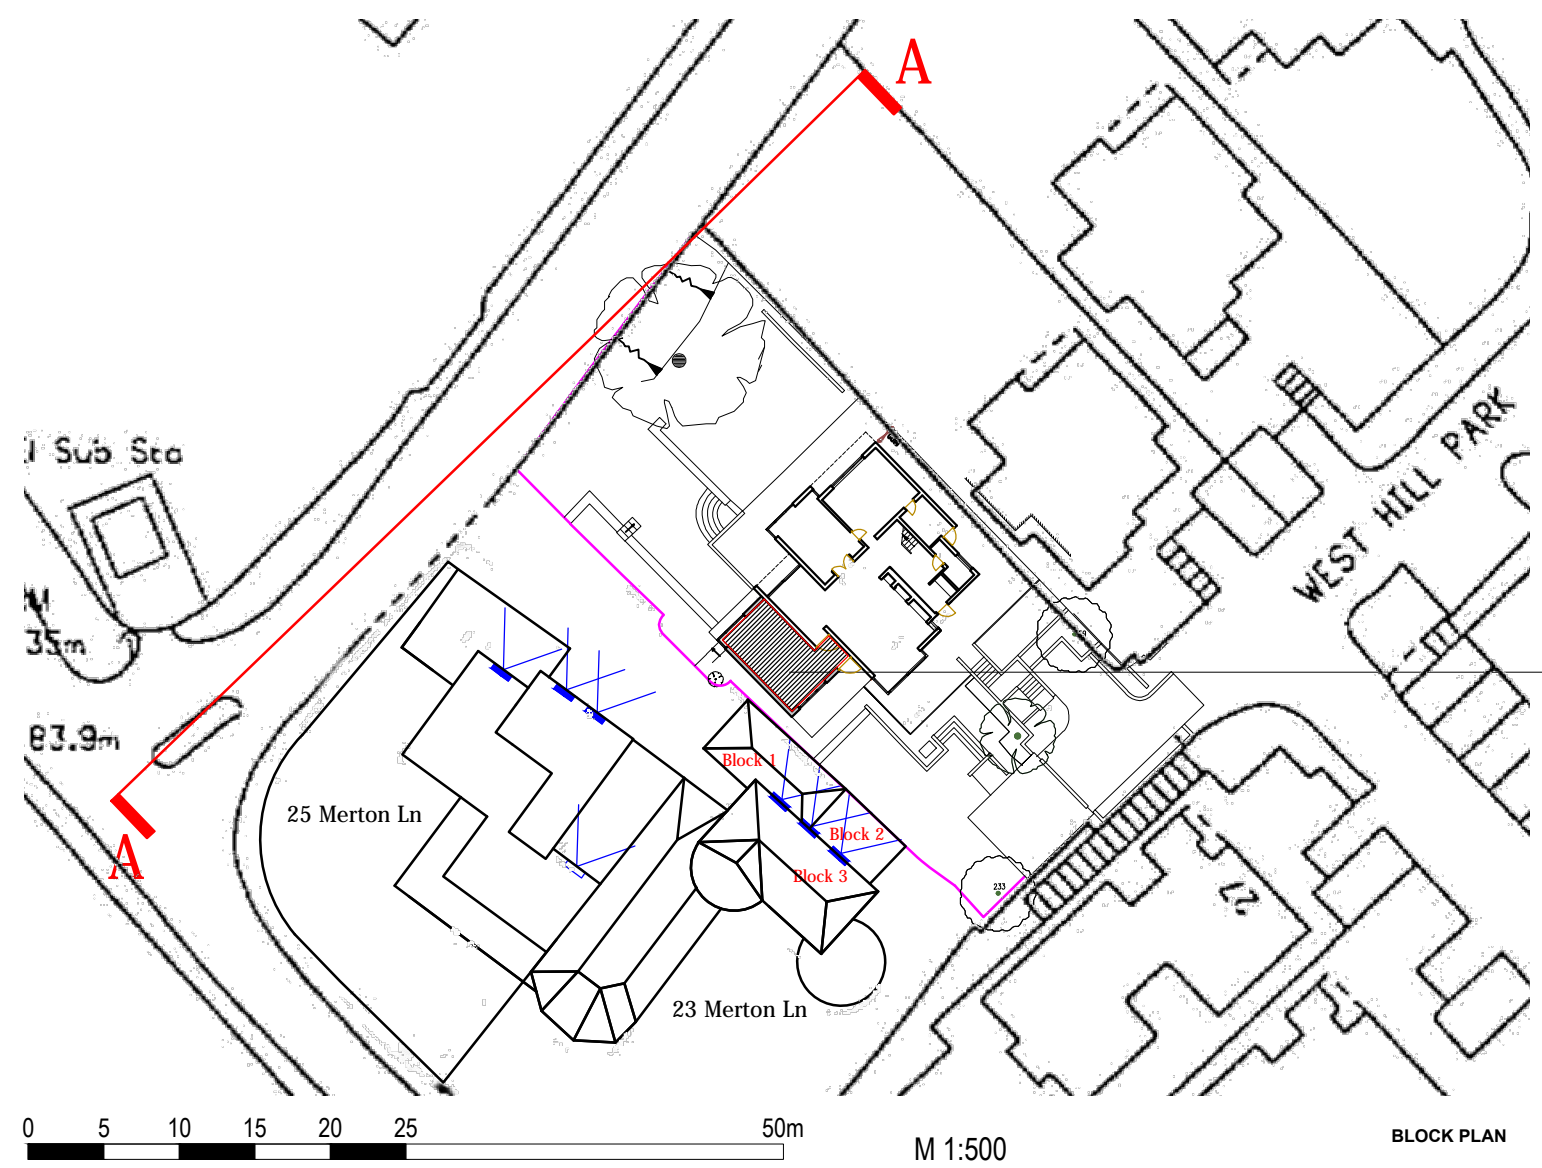 A
Sub Sta
35m
83.9m
A
25 Merton Ln
23 Merton Ln
Block 1
Block 2
Block 3
233
27
WEST HILL PARK
0 5 10 15 20 25 50m
M 1:500
BLOCK PLAN